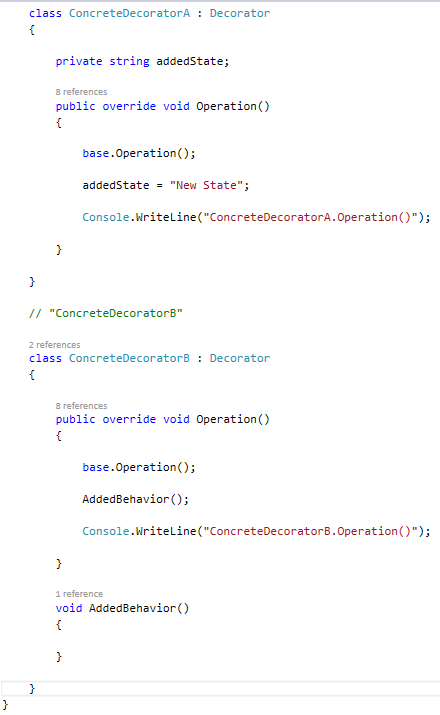 class ConcreteDecoratorA : Decorator
{
private string addedState;
8 references
public override void Operation()
{
base.Operation();
addedState = "New State";
Console.WriteLine("ConcreteDecoratorA.Operation()");
}
}
// "ConcreteDecoratorB"
2 references
class ConcreteDecoratorB : Decorator
{
8 references
public override void Operation()
{
base.Operation();
AddedBehavior();
Console.WriteLine("ConcreteDecoratorB.Operation()");
}
1 reference
void AddedBehavior()
{
}
}
}